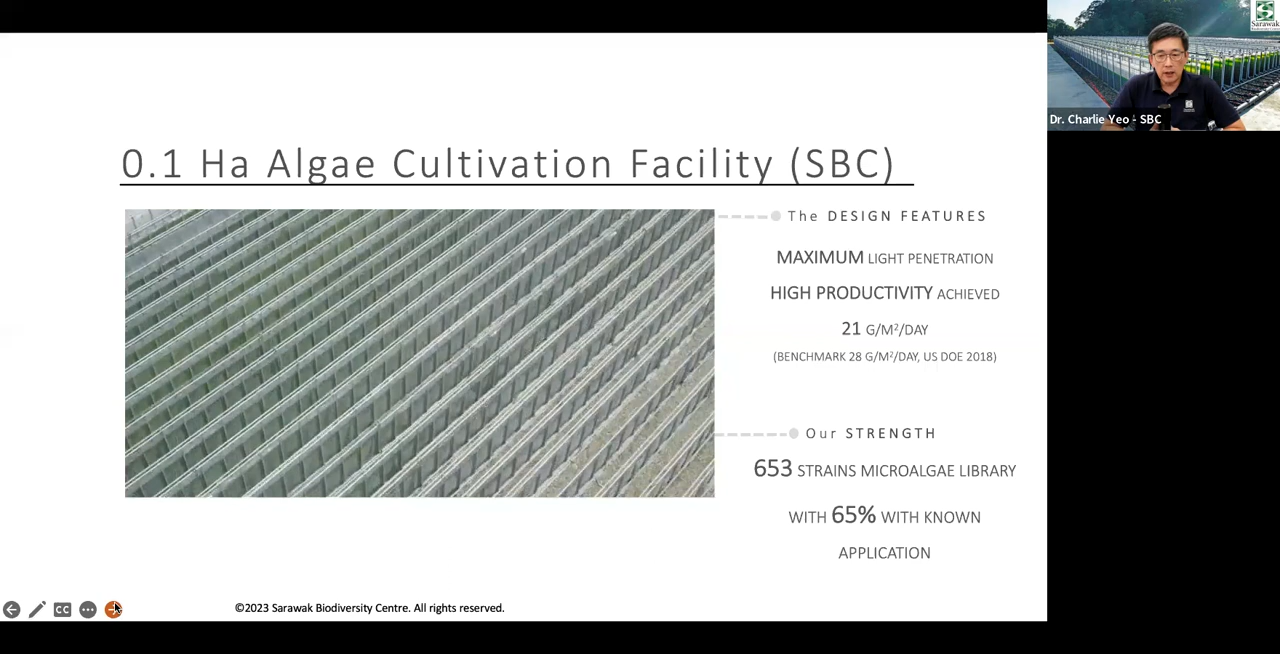 Sarawak
Dr. Charlie Yeo - SBC
0.1 Ha Algae Cultivation Facility (SBC)
The DESIGN FEATURES
MAXIMUM LIGHT PENETRATION
HIGH PRODUCTIVITY ACHIEVED
21 G/M²/DAY
(BENCHMARK 28 G/M²/DAY, US DOE 2018)
Our STRENGTH
653 STRAINS MICROALGAE LIBRARY
WITH 65% WITH KNOWN
APPLICATION
CC
©2023 Sarawak Biodiversity Centre. All rights reserved.